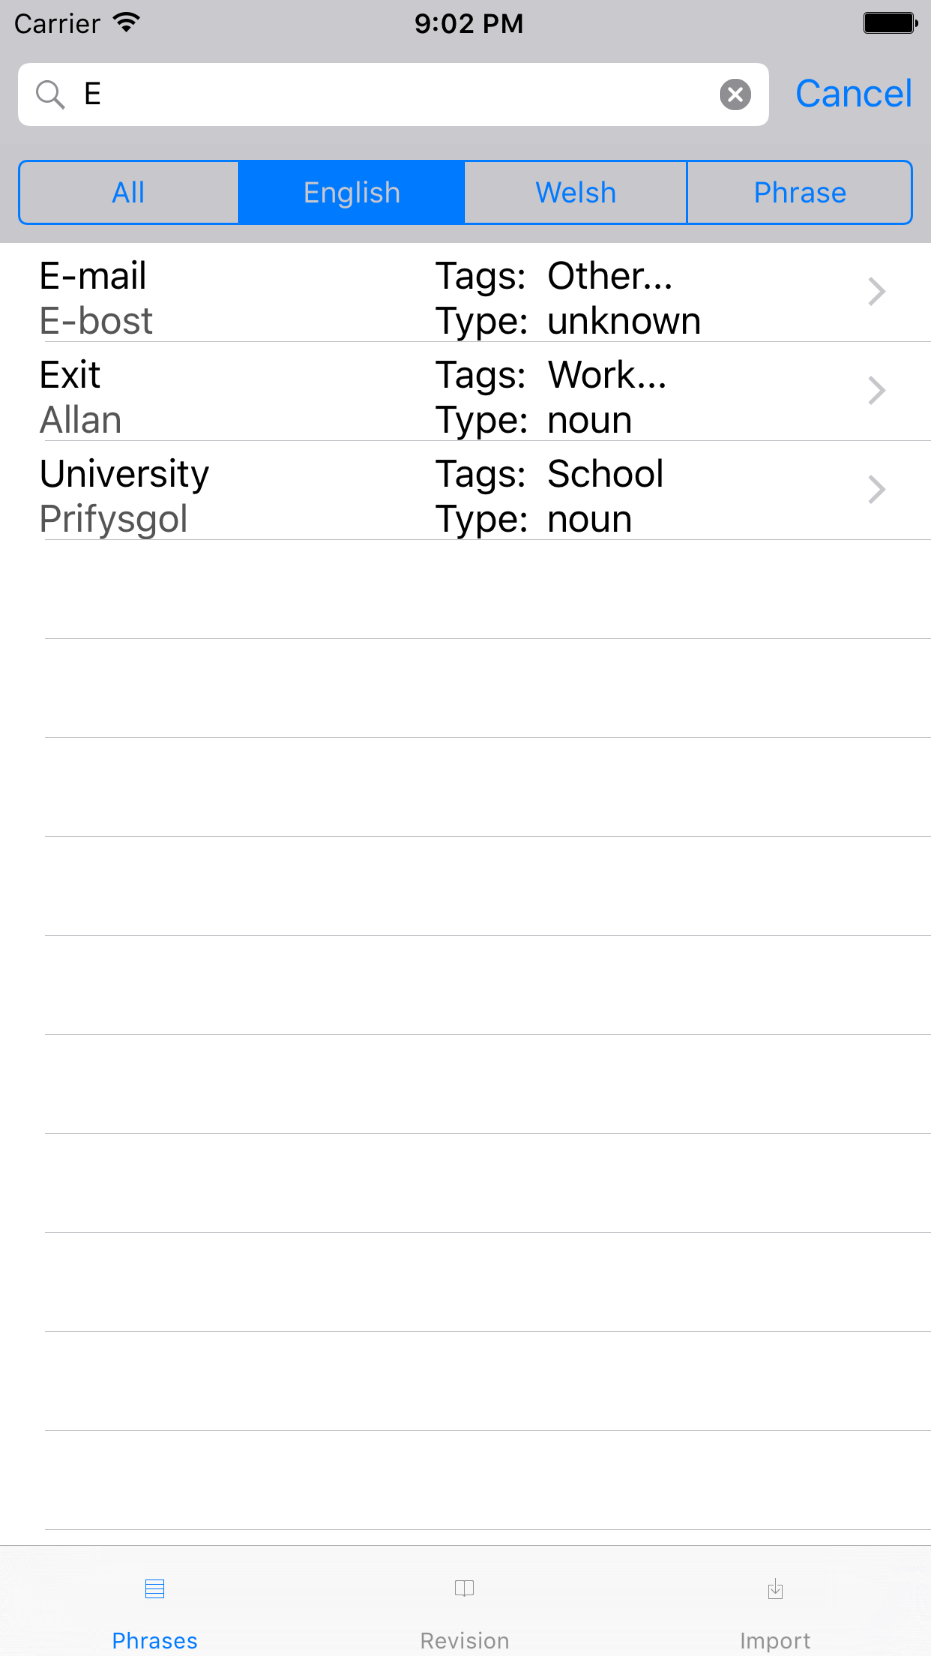 Carrier 9:02 PM
E Cancel
All English Welsh Phrase
E-mail Tags: Other...
E-bost Type: unknown
Exit Tags: Work...
Allan Type: noun
University Tags: School
Prifysgol Type: noun
Phrases Revision Import